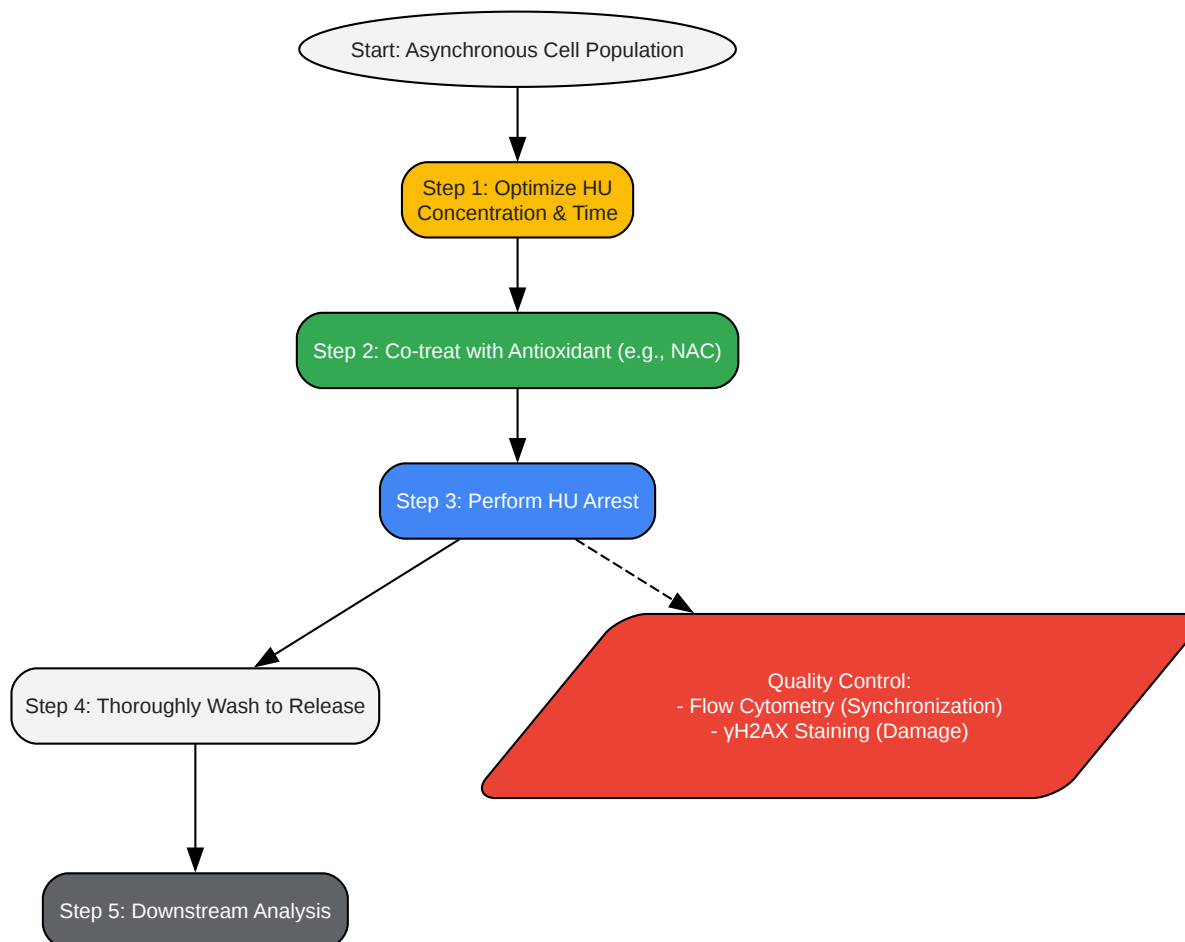 Start: Asynchronous Cell Population
Step 1: Optimize HU
Concentration & Time
Step 2: Co-treat with Antioxidant (e.g., NAC)
Step 3: Perform HU Arrest
Step 4: Thoroughly Wash to Release
Quality Control:
- Flow Cytometry (Synchronization)
- γH2AX Staining (Damage)
Step 5: Downstream Analysis